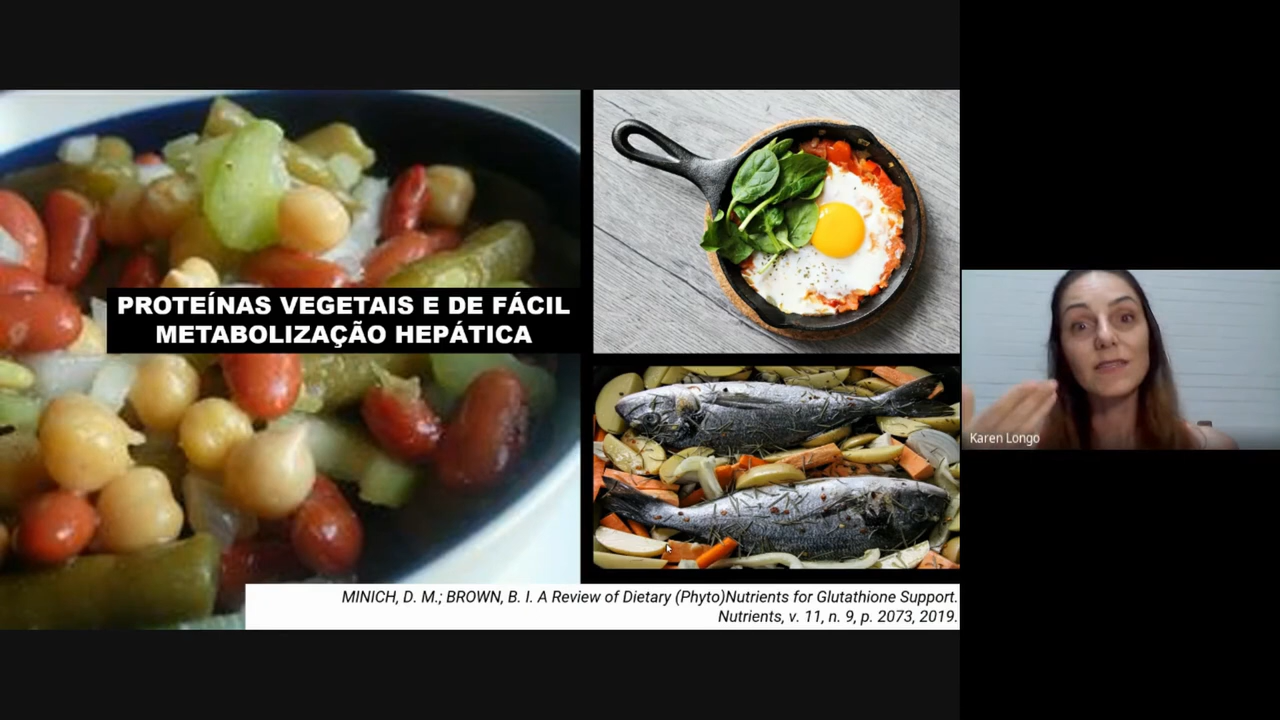 PROTEÍNAS VEGETAIS E DE FÁCIL
METABOLIZAÇÃO HEPÁTICA
Karen Longo
MINICH, D. M.; BROWN, B. I. A Review of Dietary (Phyto)Nutrients for Glutathione Support.
Nutrients, v. 11, n. 9, p. 2073, 2019.